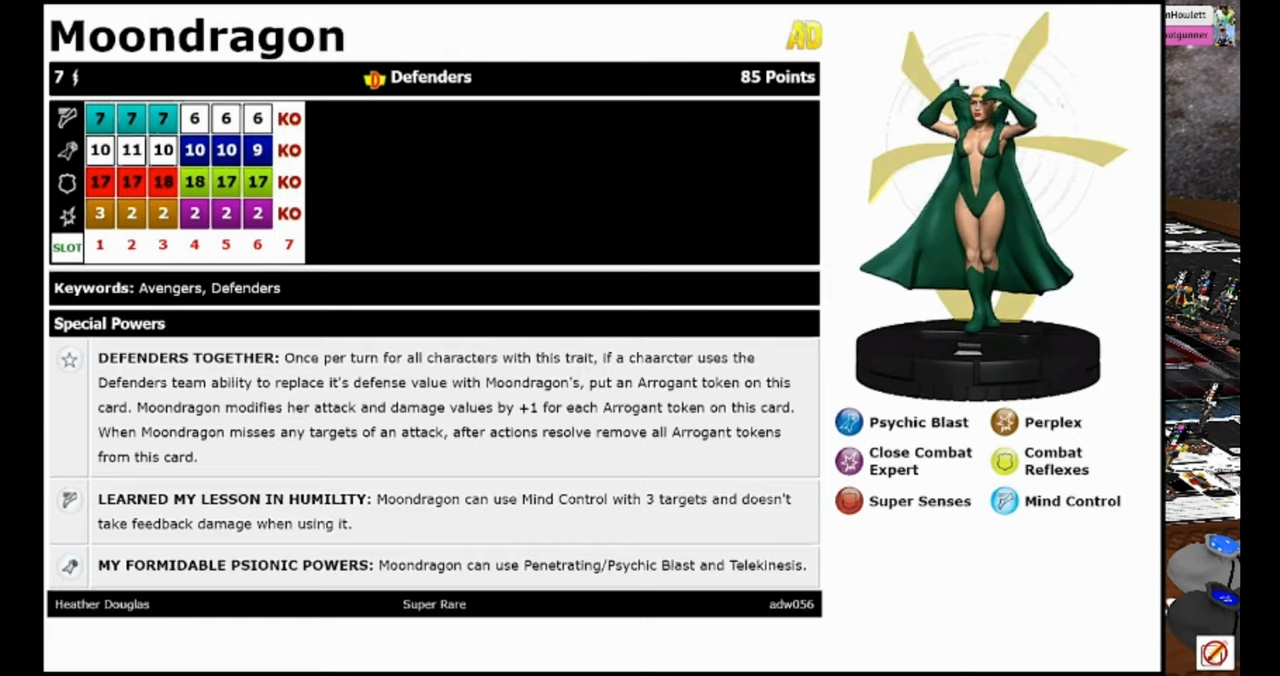 Moondragon
AD
7 Defenders 85 Points
7 7 7 6 6 6 KO
10 11 10 10 10 9 KO
17 17 18 18 17 17 KO
3 2 2 2 2 2 KO
SLOT 1 2 3 4 5 6 7
Keywords: Avengers, Defenders
Special Powers
DEFENDERS TOGETHER: Once per turn for all characters with this trait, if a chaarcter uses the
Defenders team ability to replace it's defense value with Moondragon's, put an Arrogant token on this
card. Moondragon modifies her attack and damage values by +1 for each Arrogant token on this card.
When Moondragon misses any targets of an attack, after actions resolve remove all Arrogant tokens
from this card.
LEARNED MY LESSON IN HUMILITY: Moondragon can use Mind Control with 3 targets and doesn't
take feedback damage when using it.
MY FORMIDABLE PSIONIC POWERS: Moondragon can use Penetrating/Psychic Blast and Telekinesis.
Heather Douglas Super Rare adw056
Psychic Blast Perplex
Close Combat
Expert
Combat
Reflexes
Super Senses Mind Control
nHowlett
otgunner